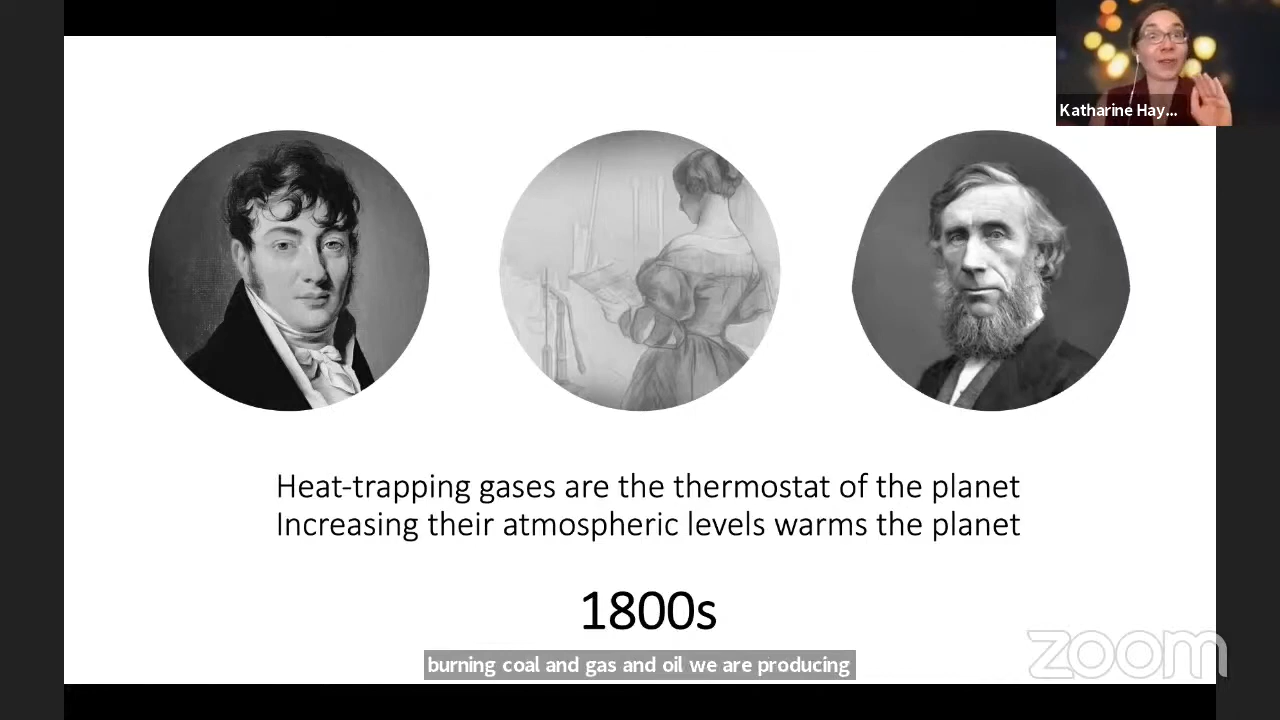 Katharine Hay...
Heat-trapping gases are the thermostat of the planet
Increasing their atmospheric levels warms the planet
1800s
burning coal and gas and oil we are producing
zoom